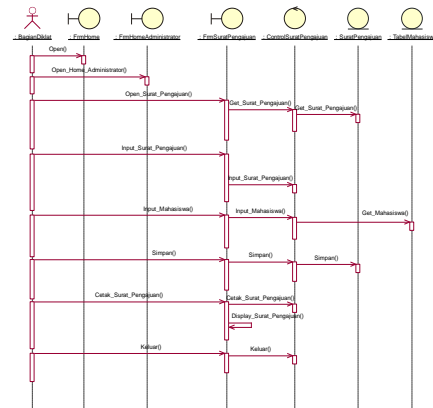 : BagianDiklat
: FrmHome
: FrmHomeAdministrator
: FrmSuratPengajuan
: ControlSuratPengajuan
: SuratPengajuan
: TabelMahasiswa
Open()
Open_Home_Administrator()
Open_Surat_Pengajuan()
Get_Surat_Pengajuan()
Get_Surat_Pengajuan()
Input_Surat_Pengajuan()
Input_Surat_Pengajuan()
Input_Mahasiswa()
Input_Mahasiswa()
Get_Mahasiswa()
Simpan()
Simpan()
Simpan()
Cetak_Surat_Pengajuan()
Cetak_Surat_Pengajuan()
Display_Surat_Pengajuan()
Keluar()
Keluar()